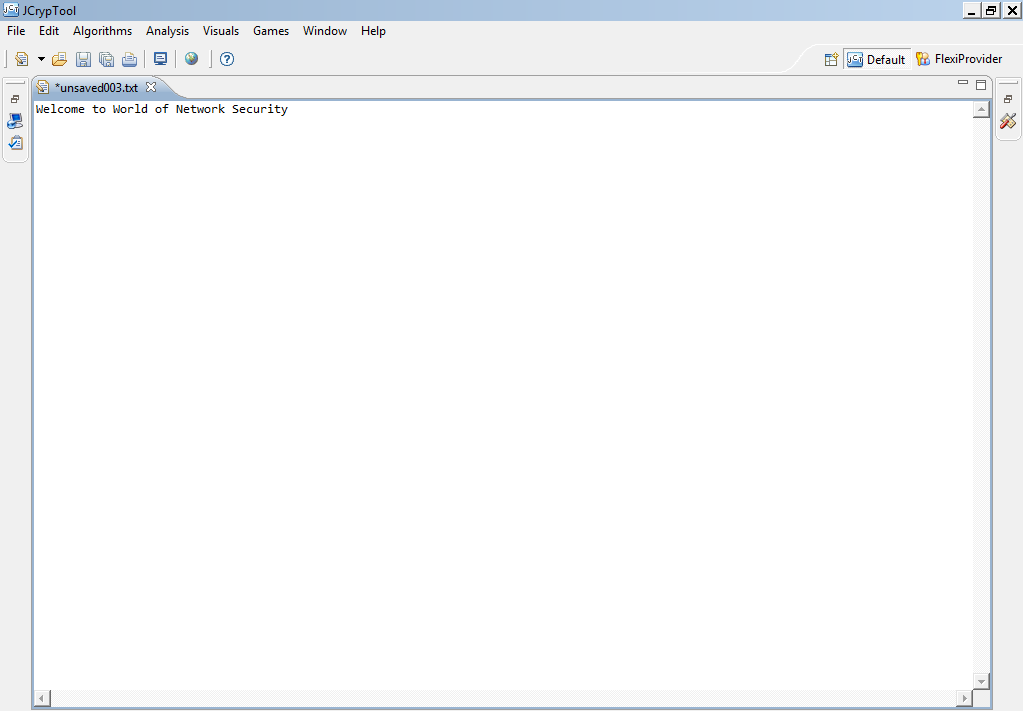 JCrypTool
File Edit Algorithms Analysis Visuals Games Window Help
JCT Default FlexiProvider
*unsaved003.txt
Welcome to World of Network Security